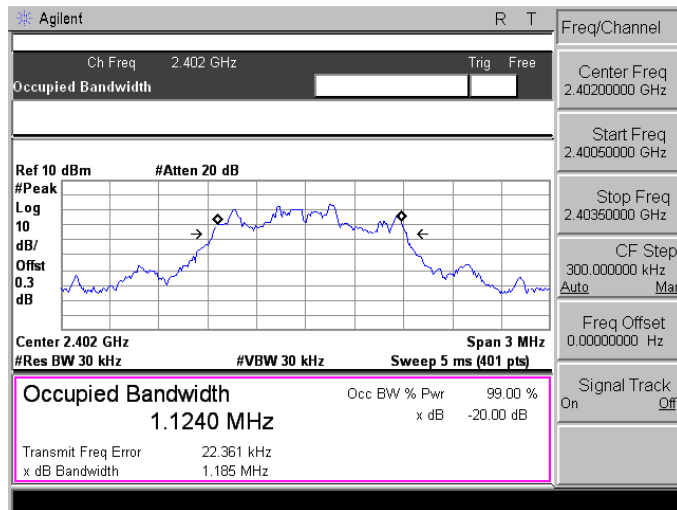 Agilent R T
Ch Freq 2.402 GHz Trig Free
Occupied Bandwidth
Ref 10 dBm #Atten 20 dB
#Peak
Log
10
dB/
Offst
0.3
dB
Center 2.402 GHz Span 3 MHz
#Res BW 30 kHz #VBW 30 kHz Sweep 5 ms (401 pts)
Occupied Bandwidth Occ BW % Pwr 99.00 %
1.1240 MHz x dB -20.00 dB
Transmit Freq Error 22.361 kHz
x dB Bandwidth 1.185 MHz
Freq/Channel
Center Freq
2.40200000 GHz
Start Freq
2.40050000 GHz
Stop Freq
2.40350000 GHz
CF Step
300.000000 kHz
Auto Mar
Freq Offset
0.00000000 Hz
Signal Track
On Off